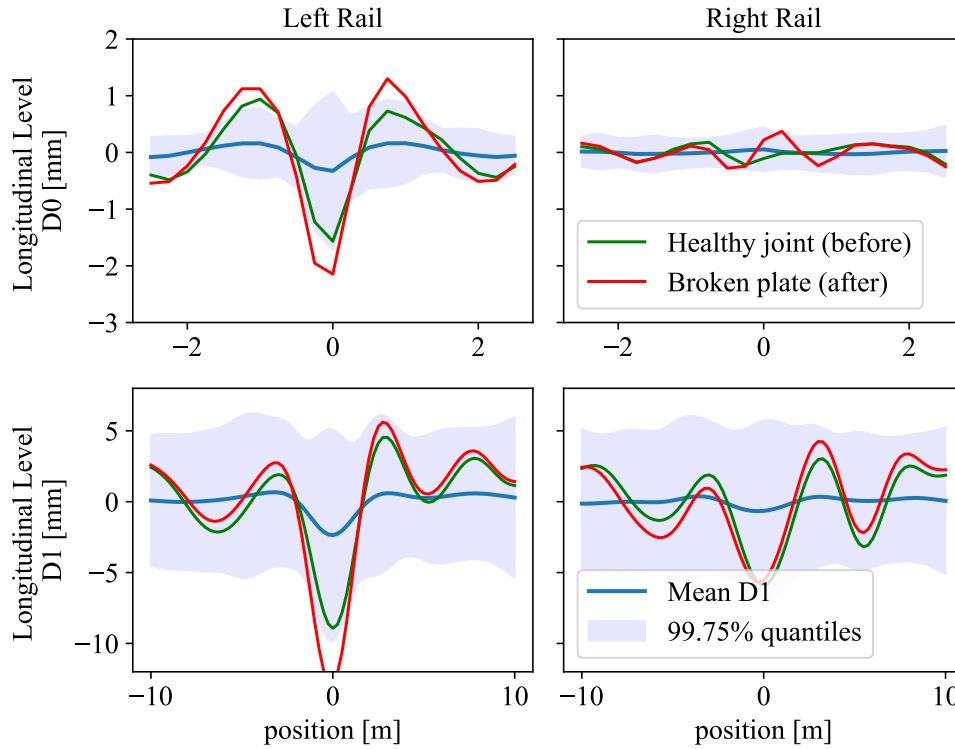 Left Rail
Right Rail
Longitudinal Level
D0 [mm]
2
1
0
−1
−2
−3
−2
0
2
−2
0
2
Healthy joint (before)
Broken plate (after)
Longitudinal Level
D1 [mm]
5
0
−5
−10
−10
0
10
−10
0
10
Mean D1
99.75% quantiles
position [m]
position [m]